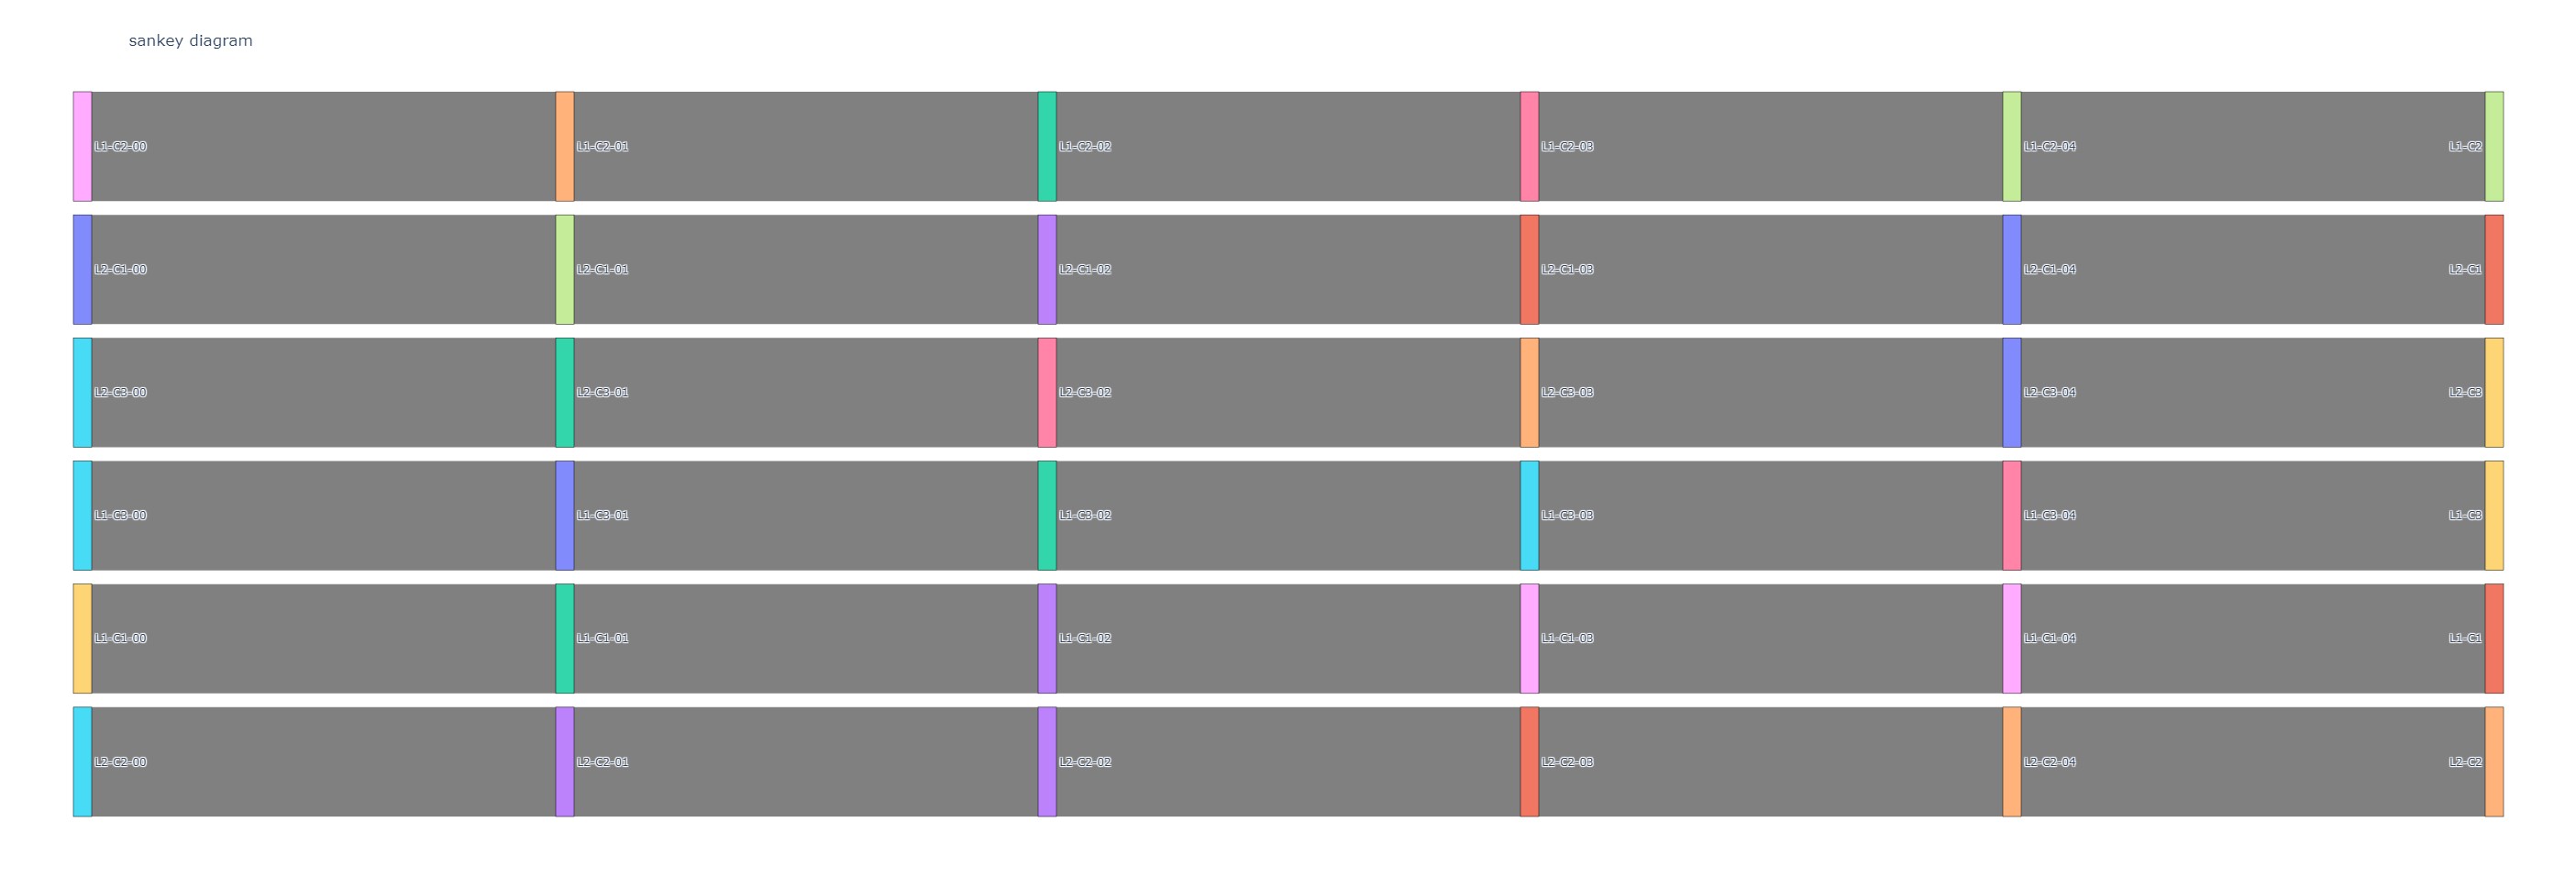 sankey diagram
L1-C2-00 L1-C2-01 L1-C2-02 L1-C2-03 L1-C2-04 L1-C2
L2-C1-00 L2-C1-01 L2-C1-02 L2-C1-03 L2-C1-04 L2-C1
L2-C3-00 L2-C3-01 L2-C3-02 L2-C3-03 L2-C3-04 L2-C3
L1-C3-00 L1-C3-01 L1-C3-02 L1-C3-03 L1-C3-04 L1-C3
L1-C1-00 L1-C1-01 L1-C1-02 L1-C1-03 L1-C1-04 L1-C1
L2-C2-00 L2-C2-01 L2-C2-02 L2-C2-03 L2-C2-04 L2-C2